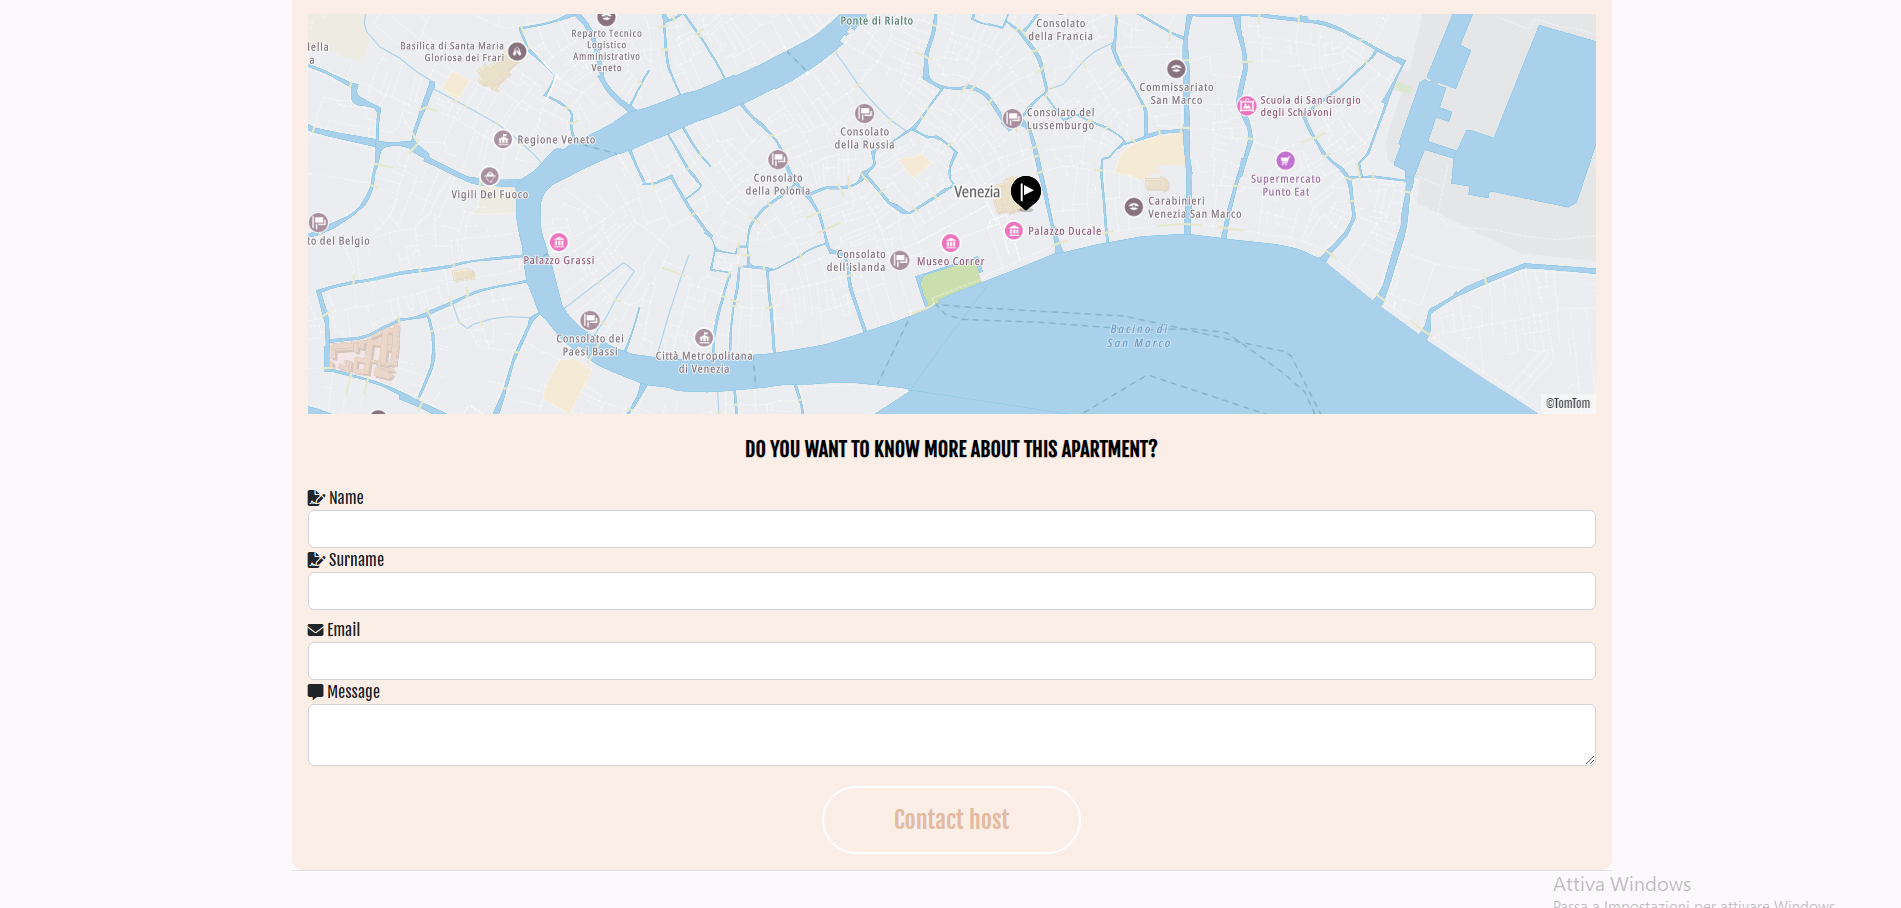 Ponte di Rialto
Consolato
della Francia
Reparto Tecnico
Logistico
Amministrativo
Veneto
Basilica di Santa Maria
Gloriosa dei Frari
lella
a
Commissariato
San Marco
Scuola di San Giorgio
degli Schiavoni
Consolato del
Lussemburgo
Consolato
della Russia
Regione Veneto
Consolato
della Polonia
Vigili Del Fuoco
Supermercato
Punto Eat
Venezia
Carabinieri
Venezia San Marco
to del Belgio
Palazzo Ducale
Palazzo Grassi
Consolato
dell'islanda
Museo Correr
Bacino di
San Marco
Consolato dei
Paesi Bassi
Città Metropolitana
di Venezia
©TomTom
DO YOU WANT TO KNOW MORE ABOUT THIS APARTMENT?
Name
Surname
Email
Message
Contact host
Attiva Windows
Passa a Impostazioni per attivare Windows.